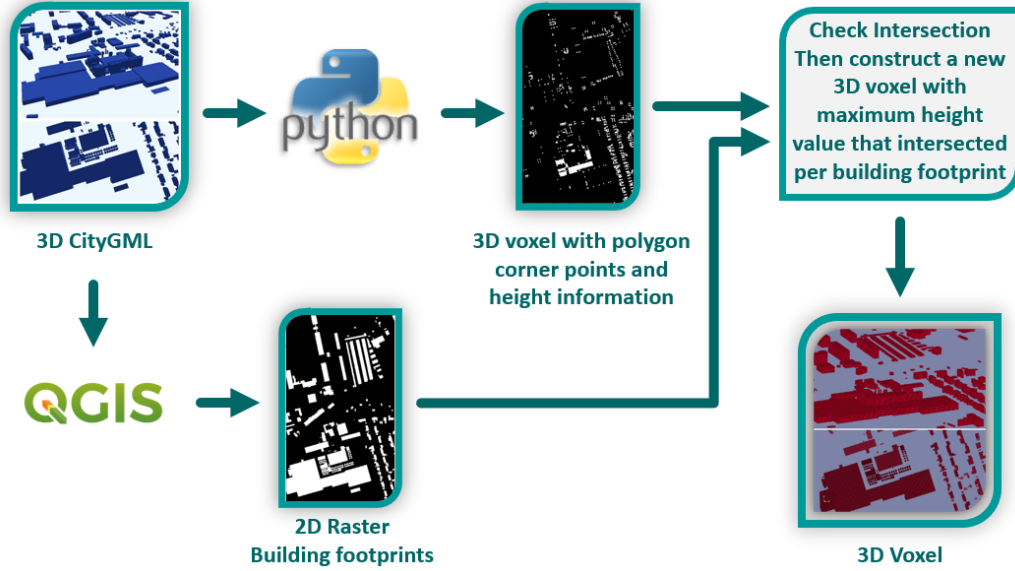 python
3D CityGML
3D voxel with polygon
corner points and
height information
Check Intersection
Then construct a new
3D voxel with
maximum height
value that intersected
per building footprint
QGIS
2D Raster
Building footprints
3D Voxel